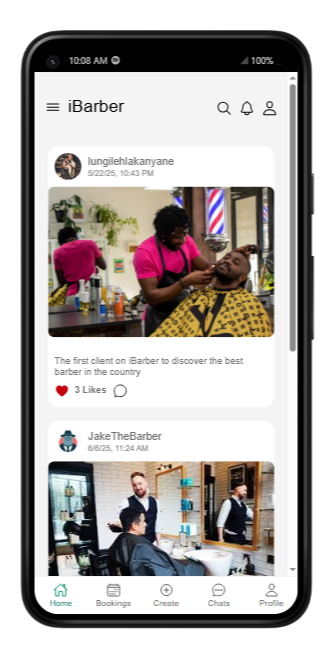 10:08 AM
100%
iBarber
lungilehlakanyane
5/22/25, 10:43 PM
The first client on iBarber to discover the best
barber in the country
3 Likes
JakeTheBarber
6/6/25, 11:24 AM
Home Bookings Create Chats Profile